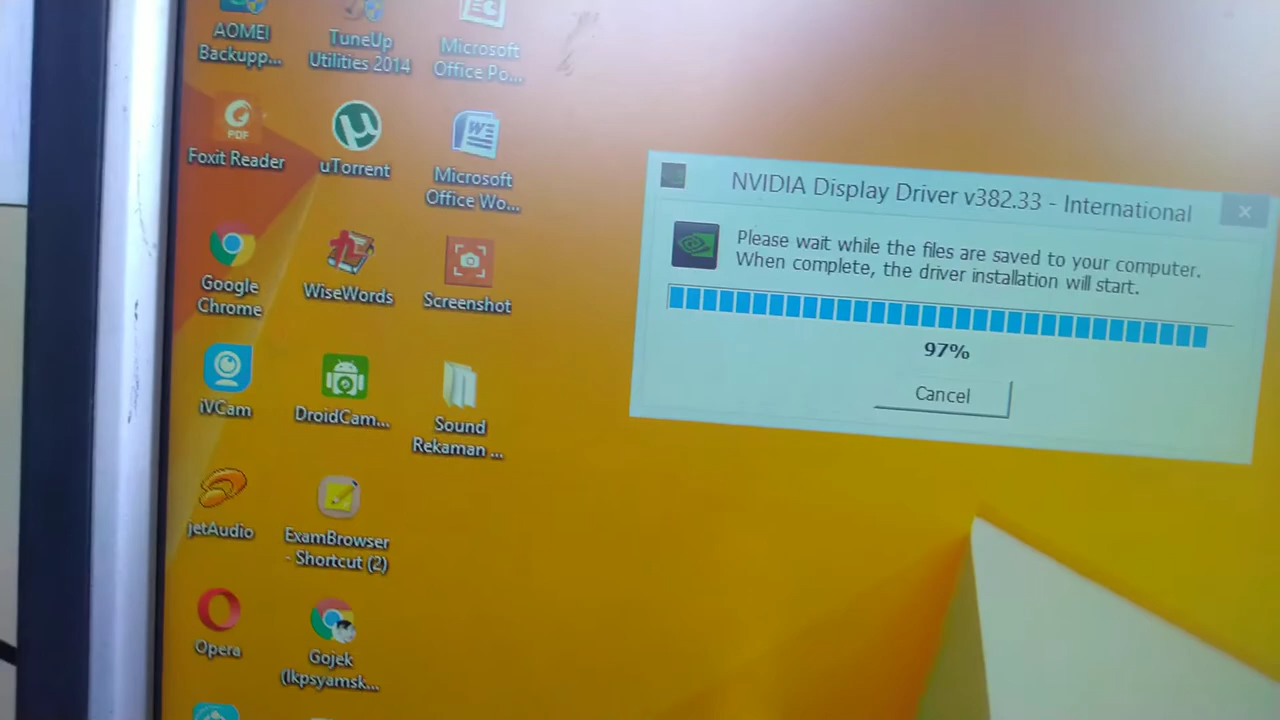 AOMEI
Backupp...
TuneUp
Utilities 2014
Microsoft
Office Po...
PDF
Foxit Reader
uTorrent
Microsoft
Office Wo...
Google
Chrome
WiseWords
Screenshot
iVCam
DroidCam...
Sound
Rekaman ...
jetAudio
ExamBrowser
- Shortcut (2)
Opera
Gojek
(lkpsyamsk...
NVIDIA Display Driver v382.33 - International
Please wait while the files are saved to your computer.
When complete, the driver installation will start.
97%
Cancel